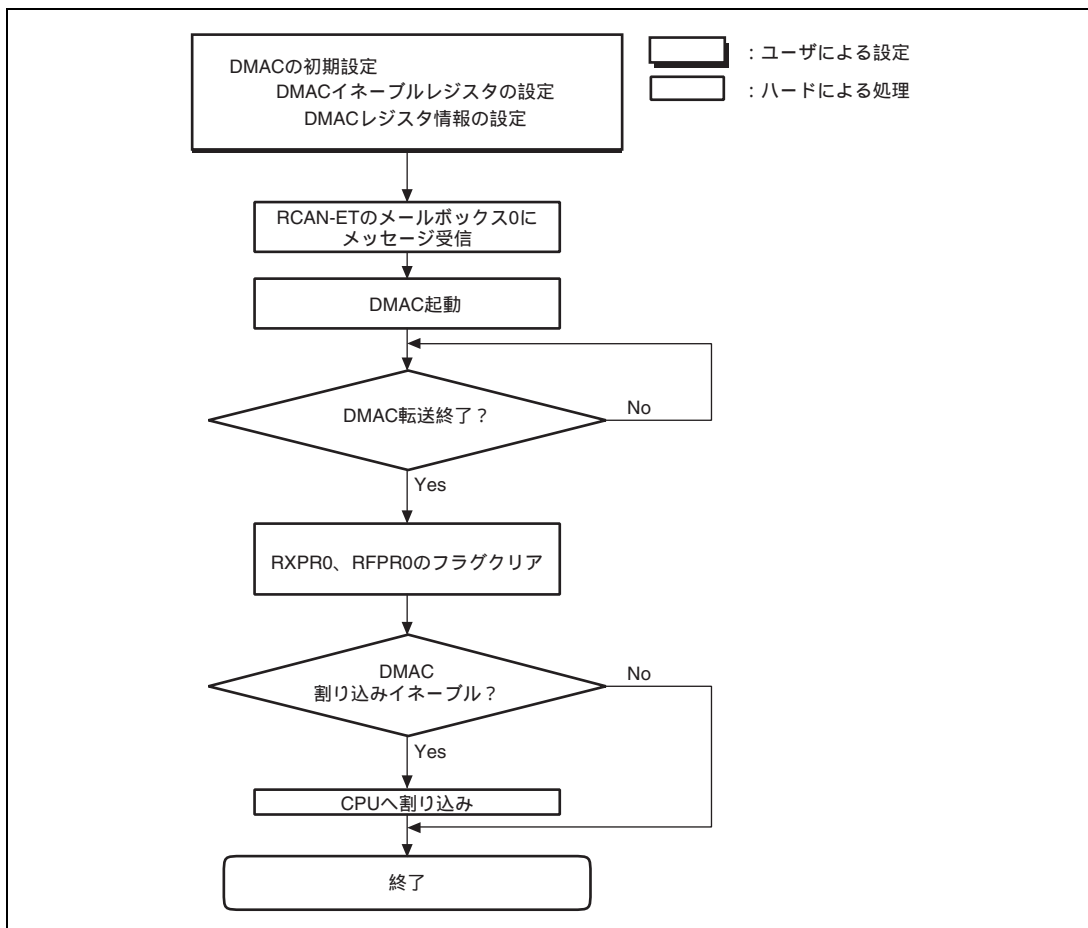 DMACの初期設定
DMACイネーブルレジスタの設定
DMACレジスタ情報の設定
：ユーザによる設定
：ハードによる処理
RCAN-ETのメールボックス0に
メッセージ受信
DMAC起動
DMAC転送終了？
No
Yes
RXPR0、RFPR0のフラグクリア
DMAC
割り込みイネーブル？
No
Yes
CPUへ割り込み
終了